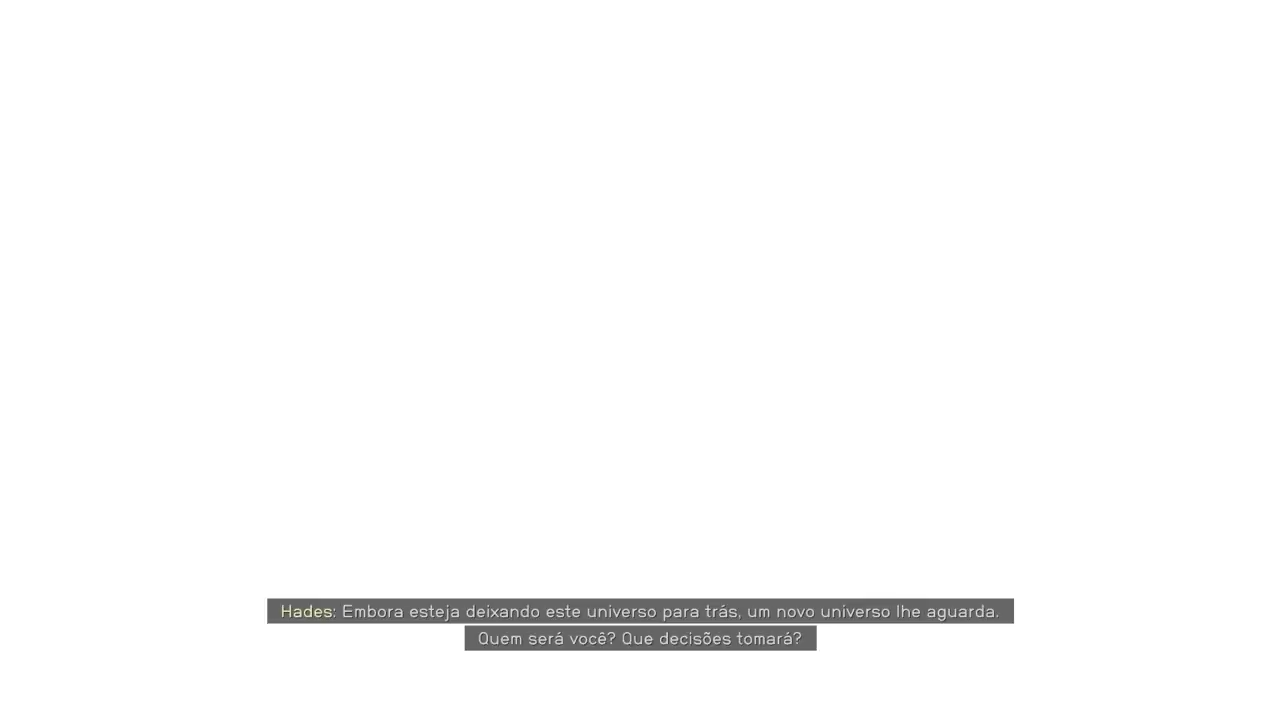 Hades: Embora esteja deixando este universo para trás, um novo universo lhe aguarda.
Quem será você? Que decisões tomará?